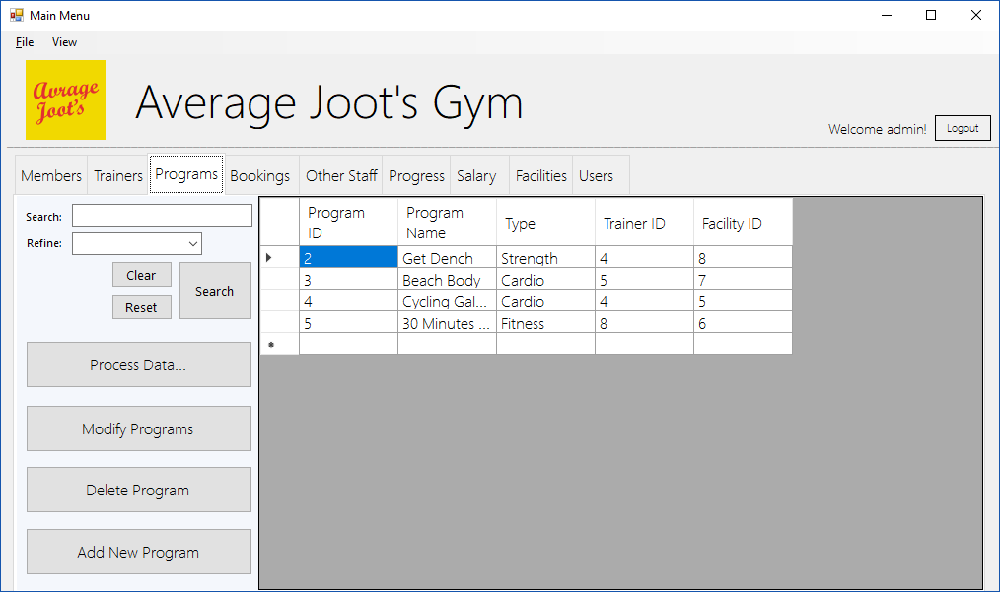 Main Menu
File View
Avrage
Joot's
Average Joot's Gym
Welcome admin! Logout
Members Trainers Programs Bookings Other Staff Progress Salary Facilities Users
Search:
Refine:
Clear
Reset
Search
Process Data...
Modify Programs
Delete Program
Add New Program
Program ID Program Name Type Trainer ID Facility ID
2 Get Dench Strength 4 8
3 Beach Body Cardio 5 7
4 Cycling Gal... Cardio 4 5
5 30 Minutes ... Fitness 8 6